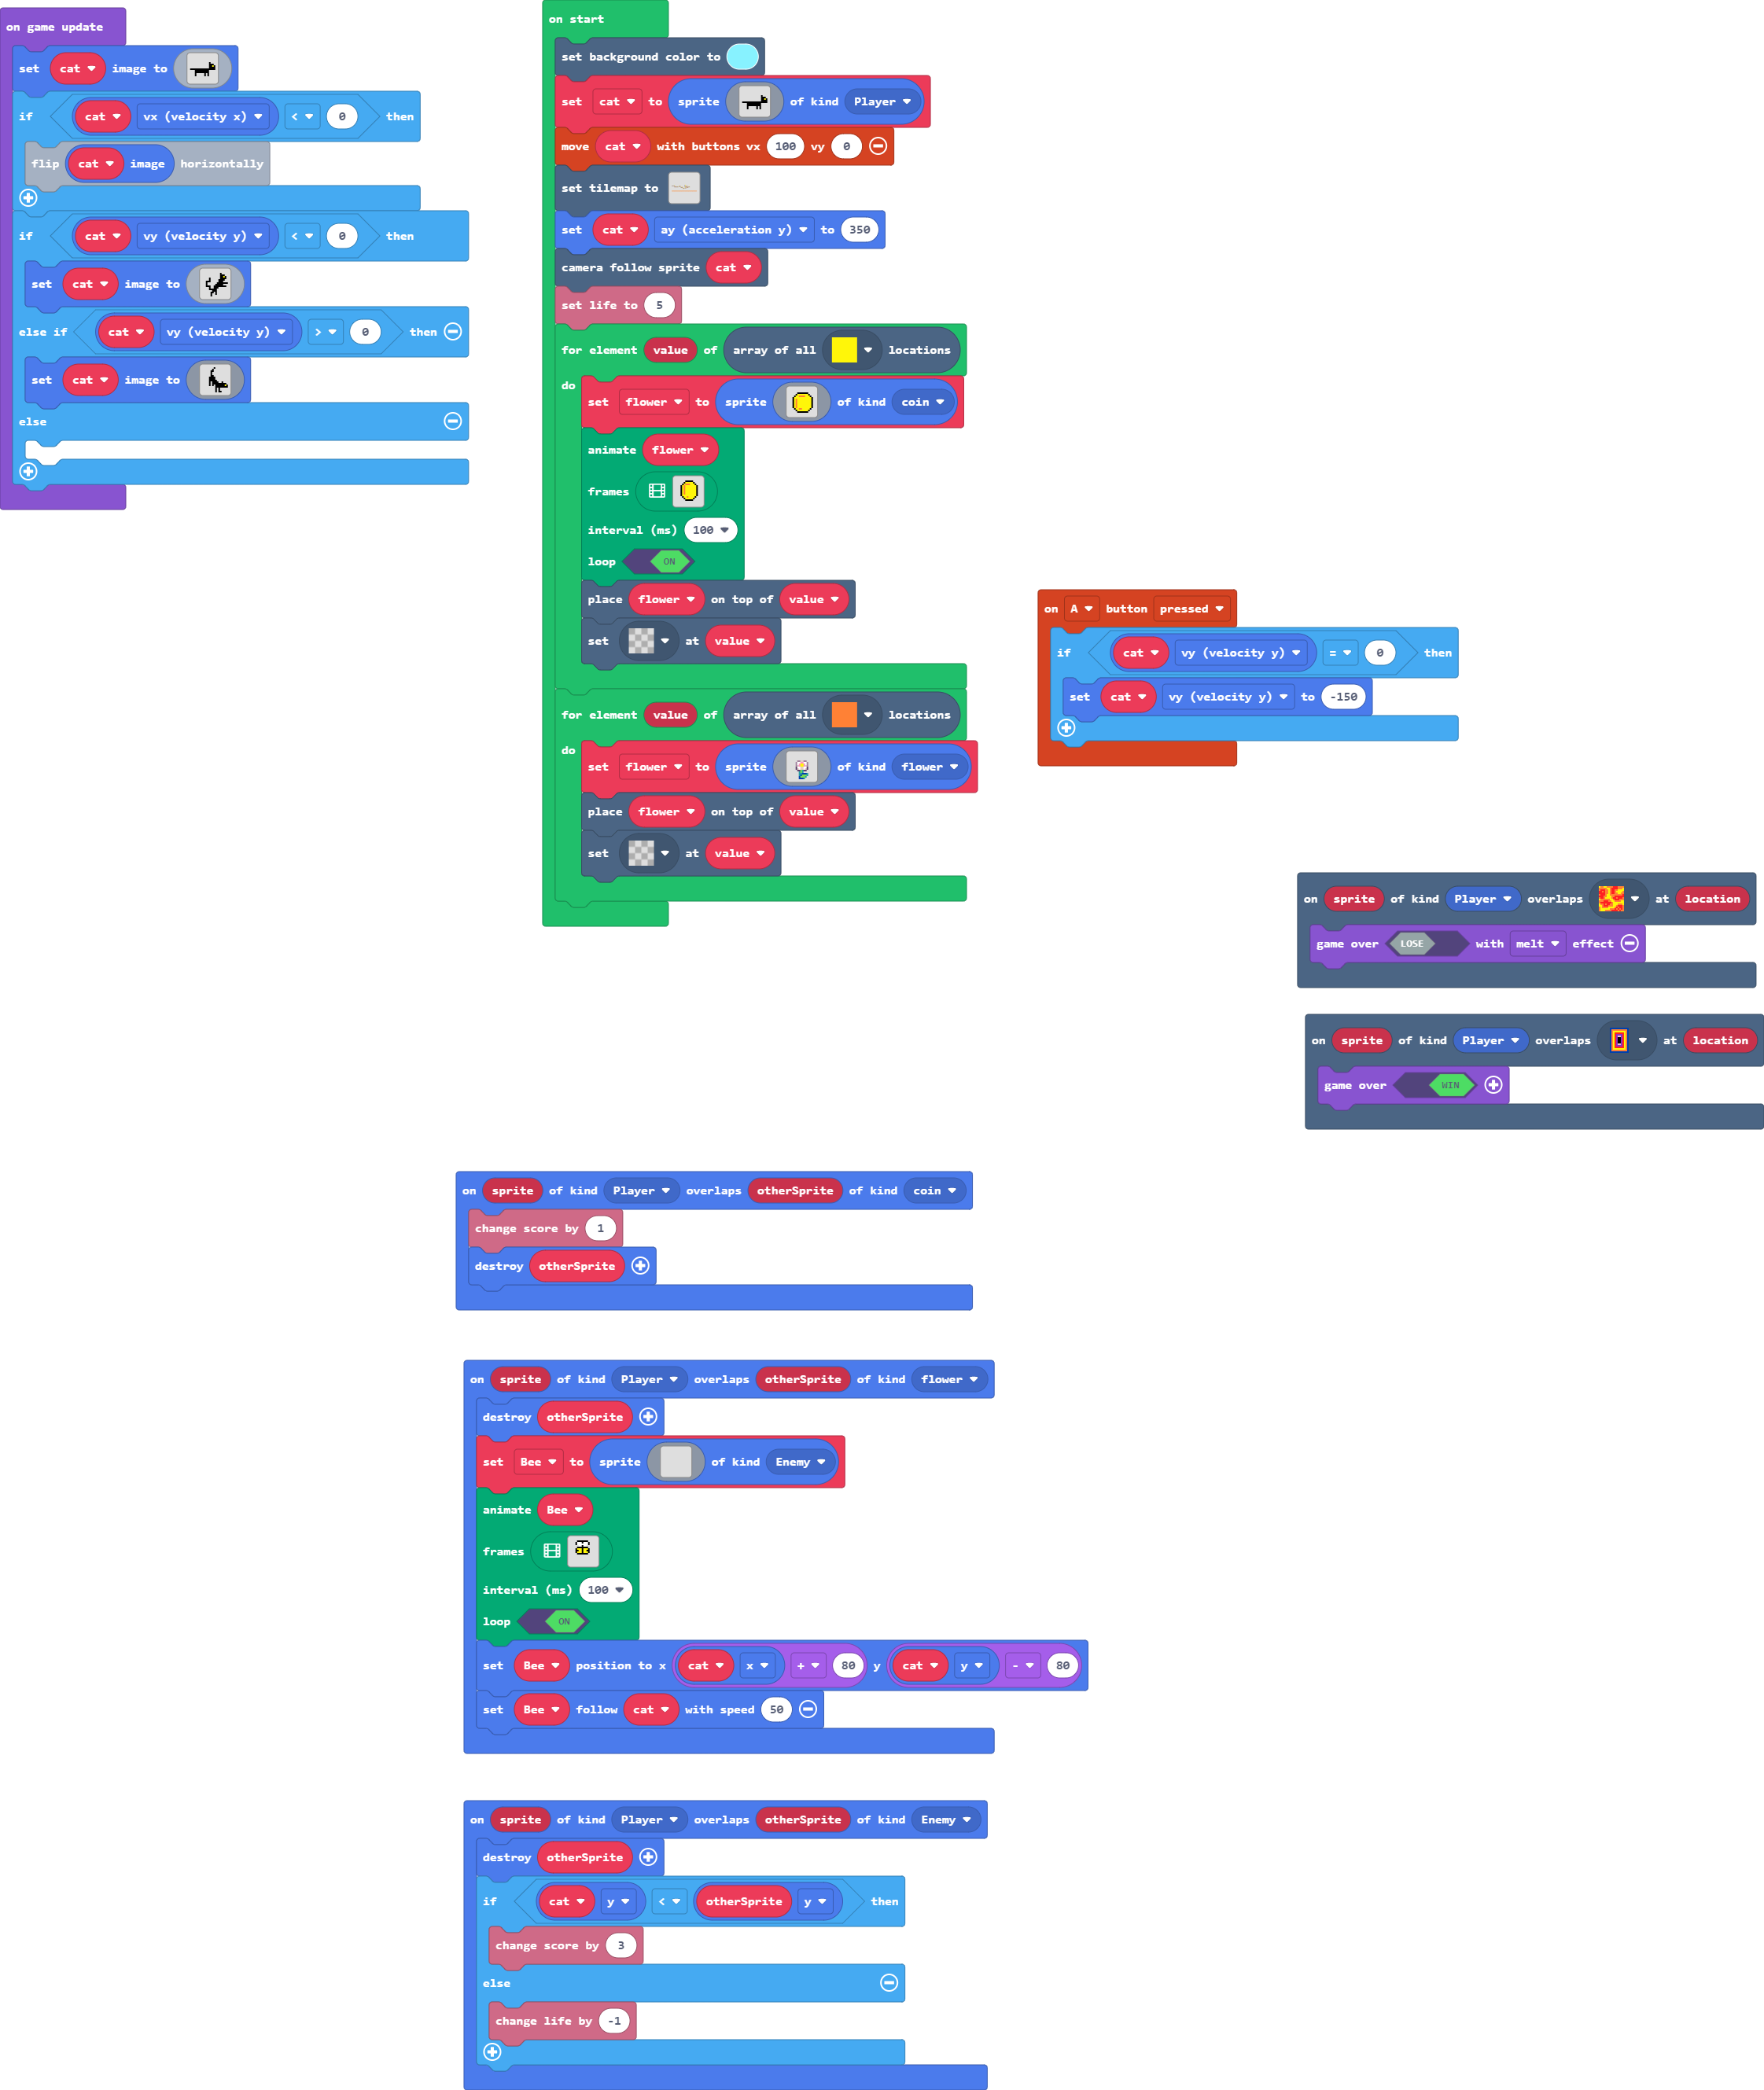 on game update
set cat image to
if cat vx (velocity x) < 0 then
flip cat image horizontally
if cat vy (velocity y) < 0 then
set cat image to
else if cat vy (velocity y) > 0 then
set cat image to
else
on start
set background color to
set cat to sprite of kind Player
move cat with buttons vx 100 vy 0
set tilemap to
set cat ay (acceleration y) to 350
camera follow sprite cat
set life to 5
for element value of array of all locations
do
set flower to sprite of kind coin
animate flower
frames
interval (ms) 100
loop ON
place flower on top of value
set at value
for element value of array of all locations
do
set flower to sprite of kind flower
place flower on top of value
set at value
on A button pressed
if cat vy (velocity y) = 0 then
set cat vy (velocity y) to -150
on sprite of kind Player overlaps at location
game over LOSE with melt effect
on sprite of kind Player overlaps at location
game over WIN
on sprite of kind Player overlaps otherSprite of kind coin
change score by 1
destroy otherSprite
on sprite of kind Player overlaps otherSprite of kind flower
destroy otherSprite
set Bee to sprite of kind Enemy
animate Bee
frames
interval (ms) 100
loop ON
set Bee position to x cat x + 80 y cat y - 80
set Bee follow cat with speed 50
on sprite of kind Player overlaps otherSprite of kind Enemy
destroy otherSprite
if cat y < otherSprite y then
change score by 3
else
change life by -1